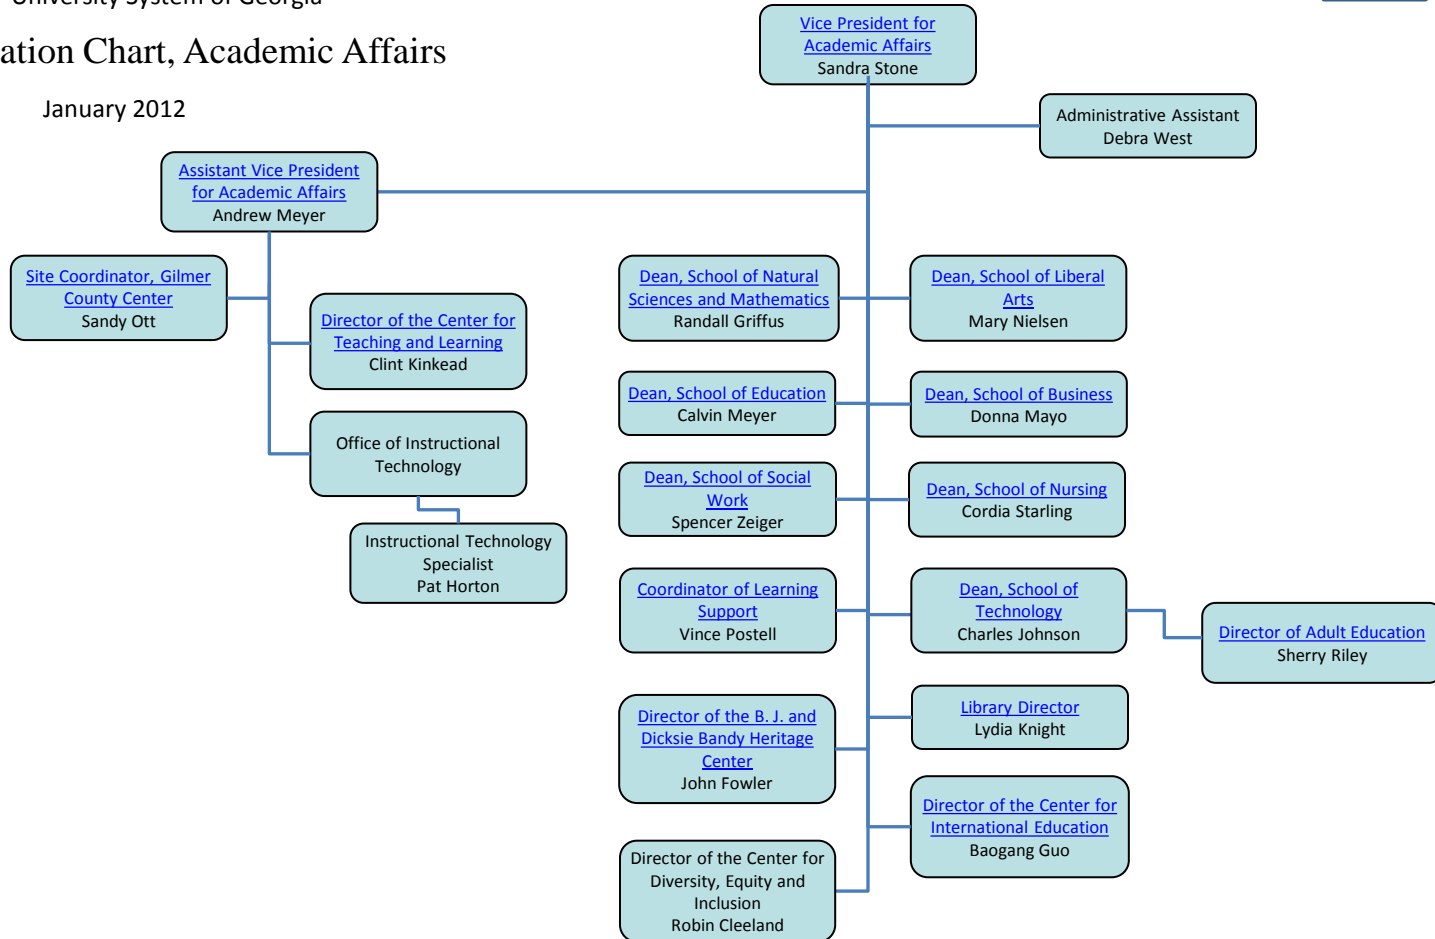 University System of Georgia
ation Chart, Academic Affairs
January 2012
Vice President for
Academic Affairs
Sandra Stone
Administrative Assistant
Debra West
Assistant Vice President
for Academic Affairs
Andrew Meyer
Site Coordinator, Gilmer
County Center
Sandy Ott
Director of the Center for
Teaching and Learning
Clint Kinkead
Office of Instructional
Technology
Instructional Technology
Specialist
Pat Horton
Dean, School of Natural
Sciences and Mathematics
Randall Griffus
Dean, School of Liberal
Arts
Mary Nielsen
Dean, School of Education
Calvin Meyer
Dean, School of Business
Donna Mayo
Dean, School of Social
Work
Spencer Zeiger
Dean, School of Nursing
Cordia Starling
Coordinator of Learning
Support
Vince Postell
Dean, School of
Technology
Charles Johnson
Director of Adult Education
Sherry Riley
Director of the B. J. and
Dicksie Bandy Heritage
Center
John Fowler
Library Director
Lydia Knight
Director of the Center for
International Education
Baogang Guo
Director of the Center for
Diversity, Equity and
Inclusion
Robin Cleeland